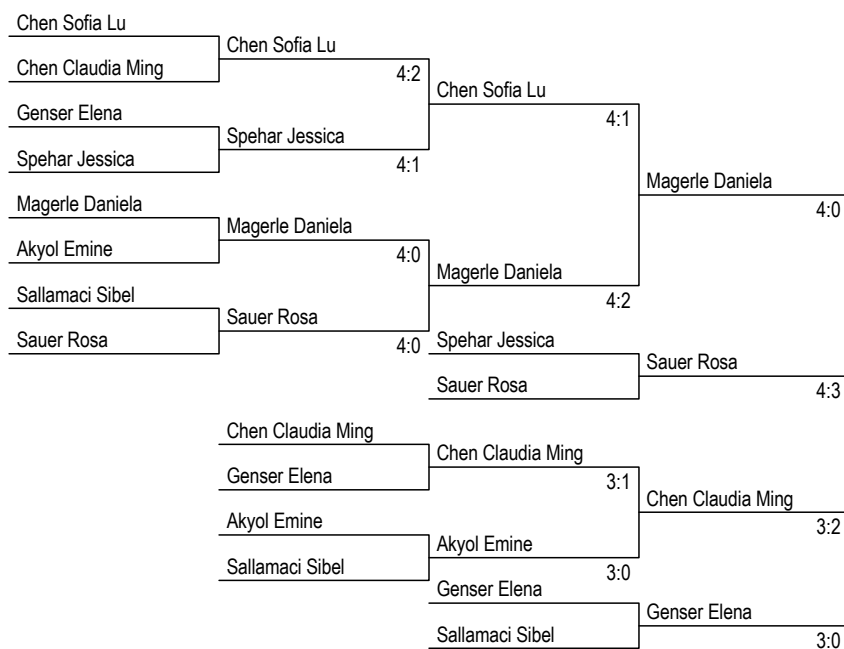 Chen Sofia Lu
Chen Sofia Lu
Chen Claudia Ming
4:2
Chen Sofia Lu
Genser Elena
4:1
Spehar Jessica
Spehar Jessica
4:1
Magerle Daniela
4:0
Magerle Daniela
Magerle Daniela
Akyol Emine
4:0
Magerle Daniela
Sallamaci Sibel
4:2
Sauer Rosa
Sauer Rosa
4:0
Spehar Jessica
Sauer Rosa
Sauer Rosa
4:3
Chen Claudia Ming
Chen Claudia Ming
Genser Elena
3:1
Chen Claudia Ming
Akyol Emine
3:2
Akyol Emine
Sallamaci Sibel
3:0
Genser Elena
Genser Elena
Sallamaci Sibel
3:0